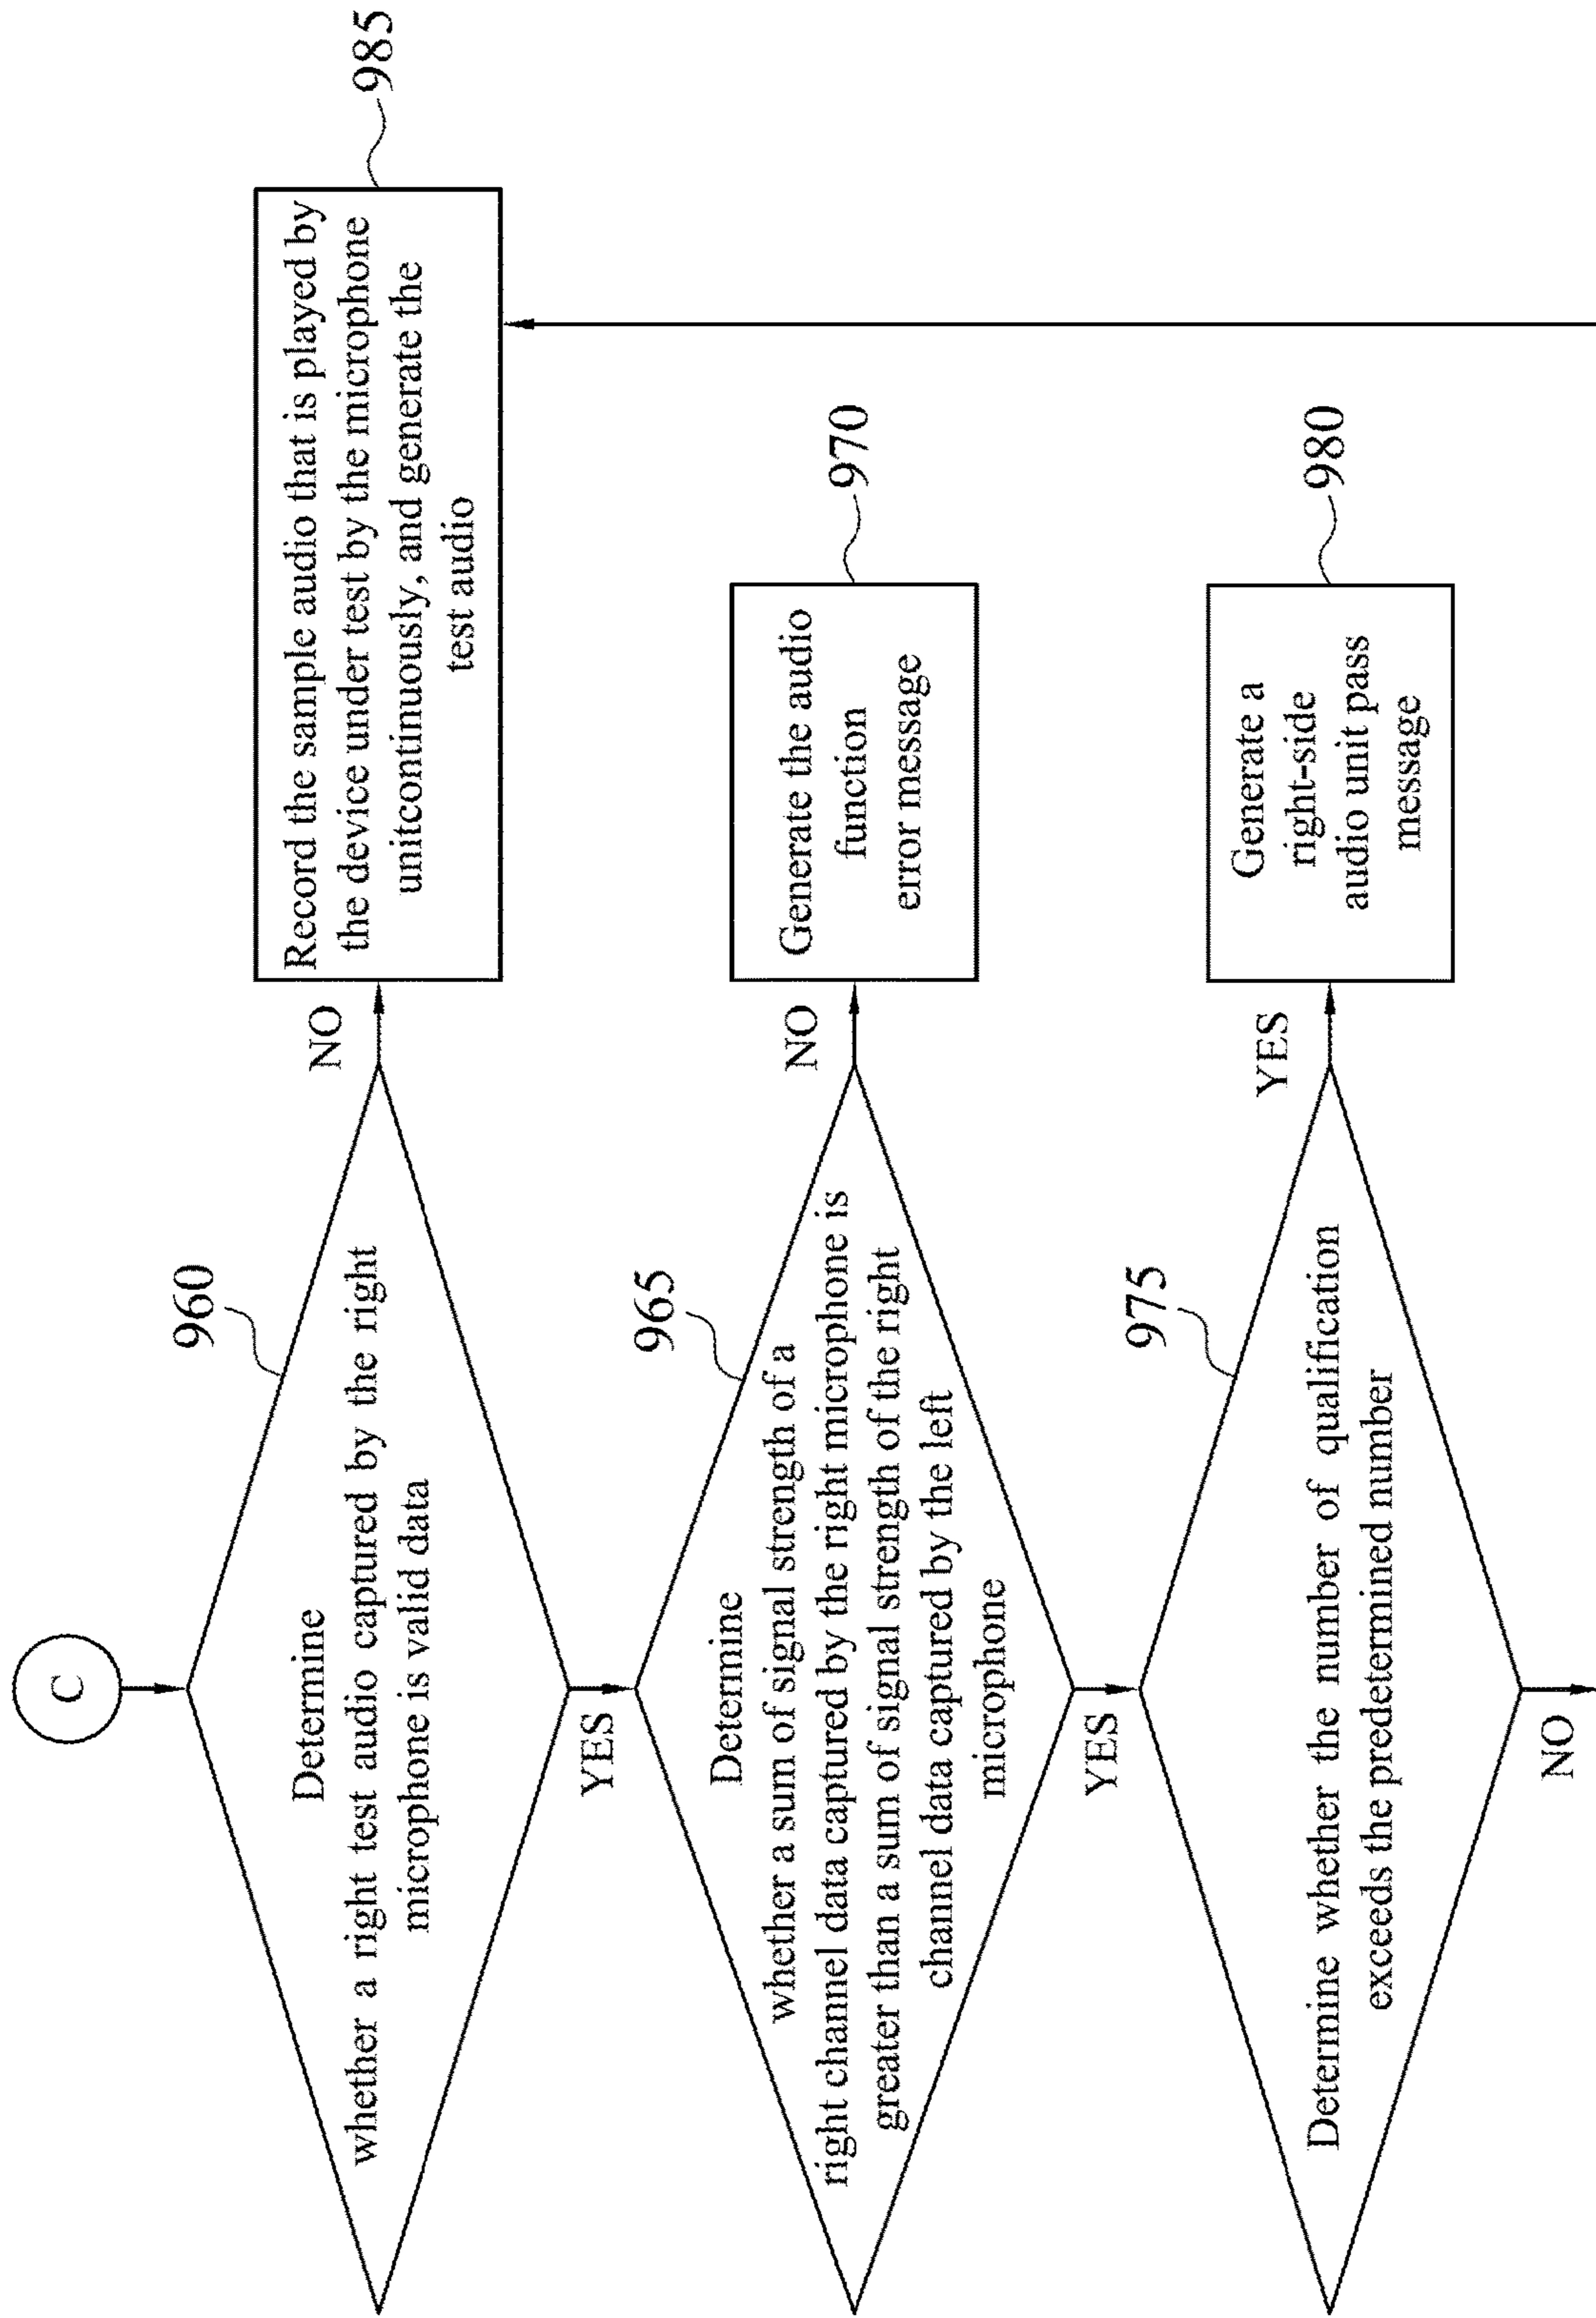 C
960
Determine
whether a right test audio captured by the right
microphone is valid data
NO
Record the sample audio that is played by
the device under test by the microphone
unitcontinuously, and generate the
test audio
985
YES
965
Determine
whether a sum of signal strength of a
right channel data captured by the right microphone is
greater than a sum of signal strength of the right
channel data captured by the left
microphone
NO
Generate the audio
function
error message
970
YES
975
Determine whether the number of qualification
exceeds the predetermined number
YES
Generate a
right-side
audio unit pass
message
980
NO